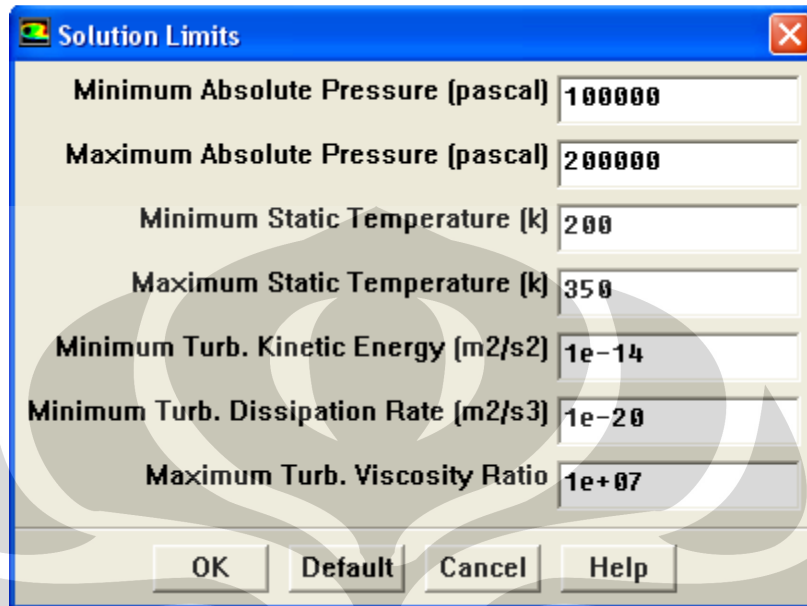 Solution Limits
Minimum Absolute Pressure (pascal) 100000
Maximum Absolute Pressure (pascal) 200000
Minimum Static Temperature (k) 200
Maximum Static Temperature (k) 350
Minimum Turb. Kinetic Energy (m2/s2) 1e-14
Minimum Turb. Dissipation Rate (m2/s3) 1e-20
Maximum Turb. Viscosity Ratio 1e+07
OK Default Cancel Help